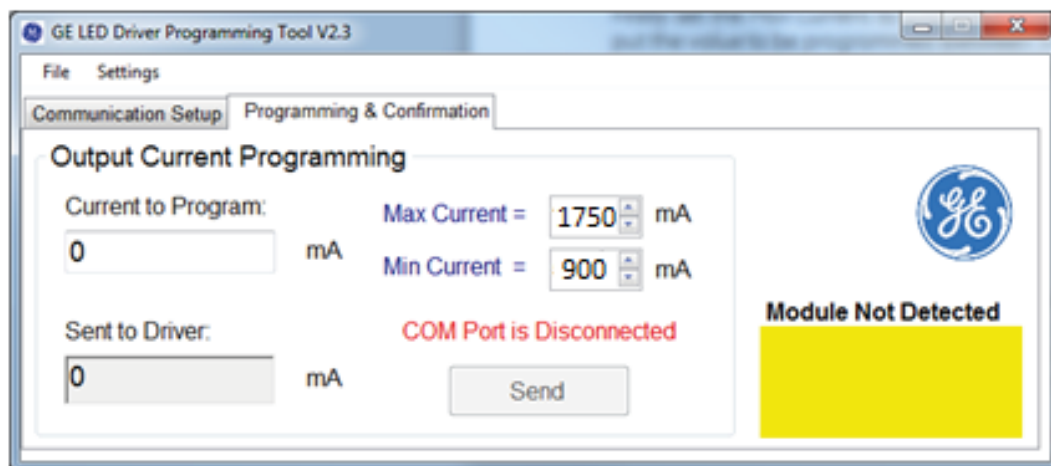 GE LED Driver Programming Tool V2.3
File Settings
Communication Setup Programming & Confirmation
Output Current Programming
Current to Program:
0 mA
Max Current = 1750 mA
Min Current = 900 mA
Sent to Driver:
0 mA
COM Port is Disconnected
Send
GE
Module Not Detected